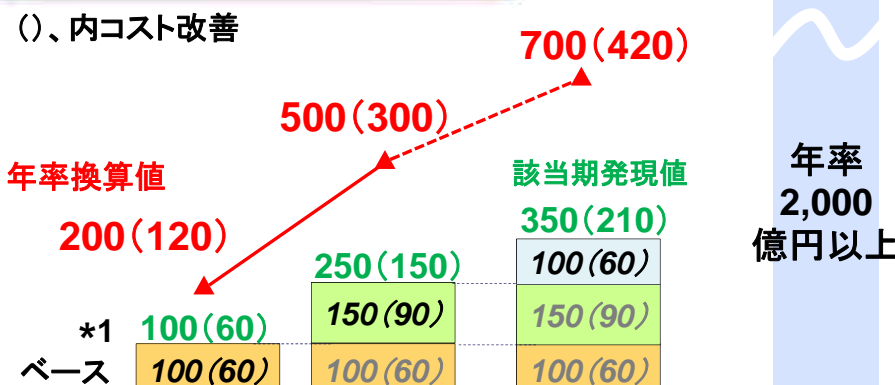 ()、内コスト改善
700(420)
500(300)
年率換算値
該当期発現値
年率
2,000
億円以上
200(120)
350(210)
250(150)
100(60)
150(90)
150(90)
*1
100(60)
ベース
100(60)
100(60)
100(60)